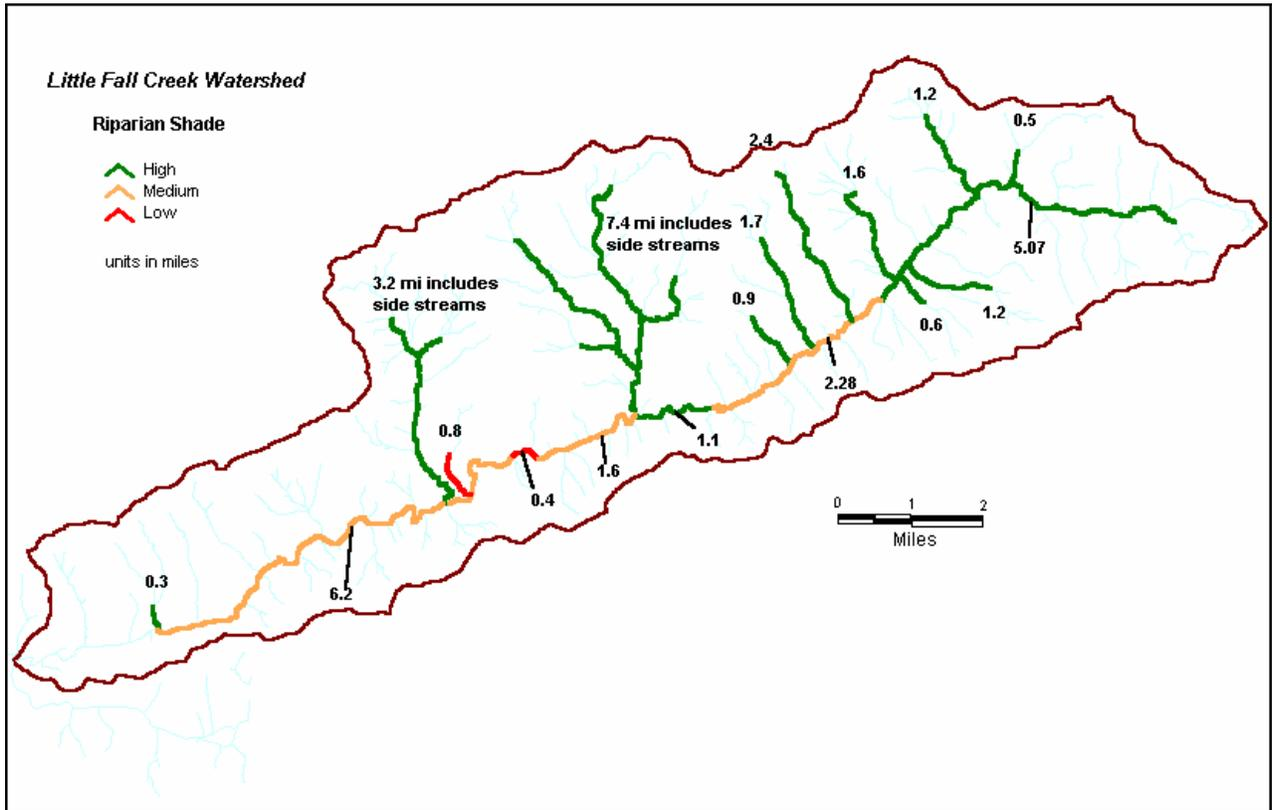 Little Fall Creek Watershed
Riparian Shade
High
Medium
Low
units in miles
3.2 mi includes
side streams
7.4 mi includes
side streams
2.4
1.2
0.5
1.6
1.7
0.9
5.07
1.2
0.6
2.28
1.1
1.6
0.4
0.8
6.2
0.3
0 1 2
Miles